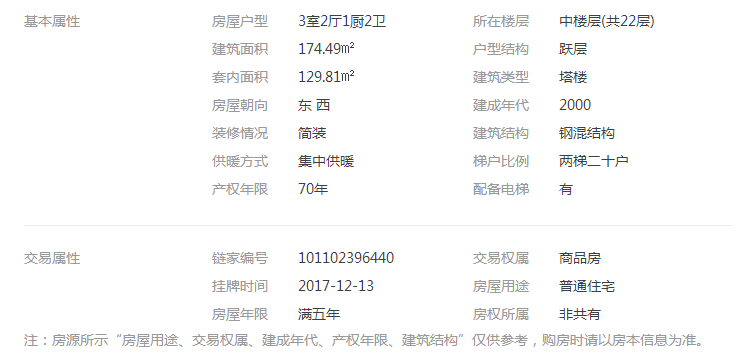 基本属性 房屋户型 3室2厅1厨2卫 所在楼层 中楼层(共22层)
建筑面积 174.49㎡ 户型结构 跃层
套内面积 129.81㎡ 建筑类型 塔楼
房屋朝向 东 西 建成年代 2000
装修情况 简装 建筑结构 钢混结构
供暖方式 集中供暖 梯户比例 两梯二十户
产权年限 70年 配备电梯 有
交易属性 链家编号 101102396440 交易权属 商品房
挂牌时间 2017-12-13 房屋用途 普通住宅
房屋年限 满五年 房权所属 非共有
注：房源所示“房屋用途、交易权属、建成年代、产权年限、建筑结构”仅供参考，购房时请以房本信息为准。